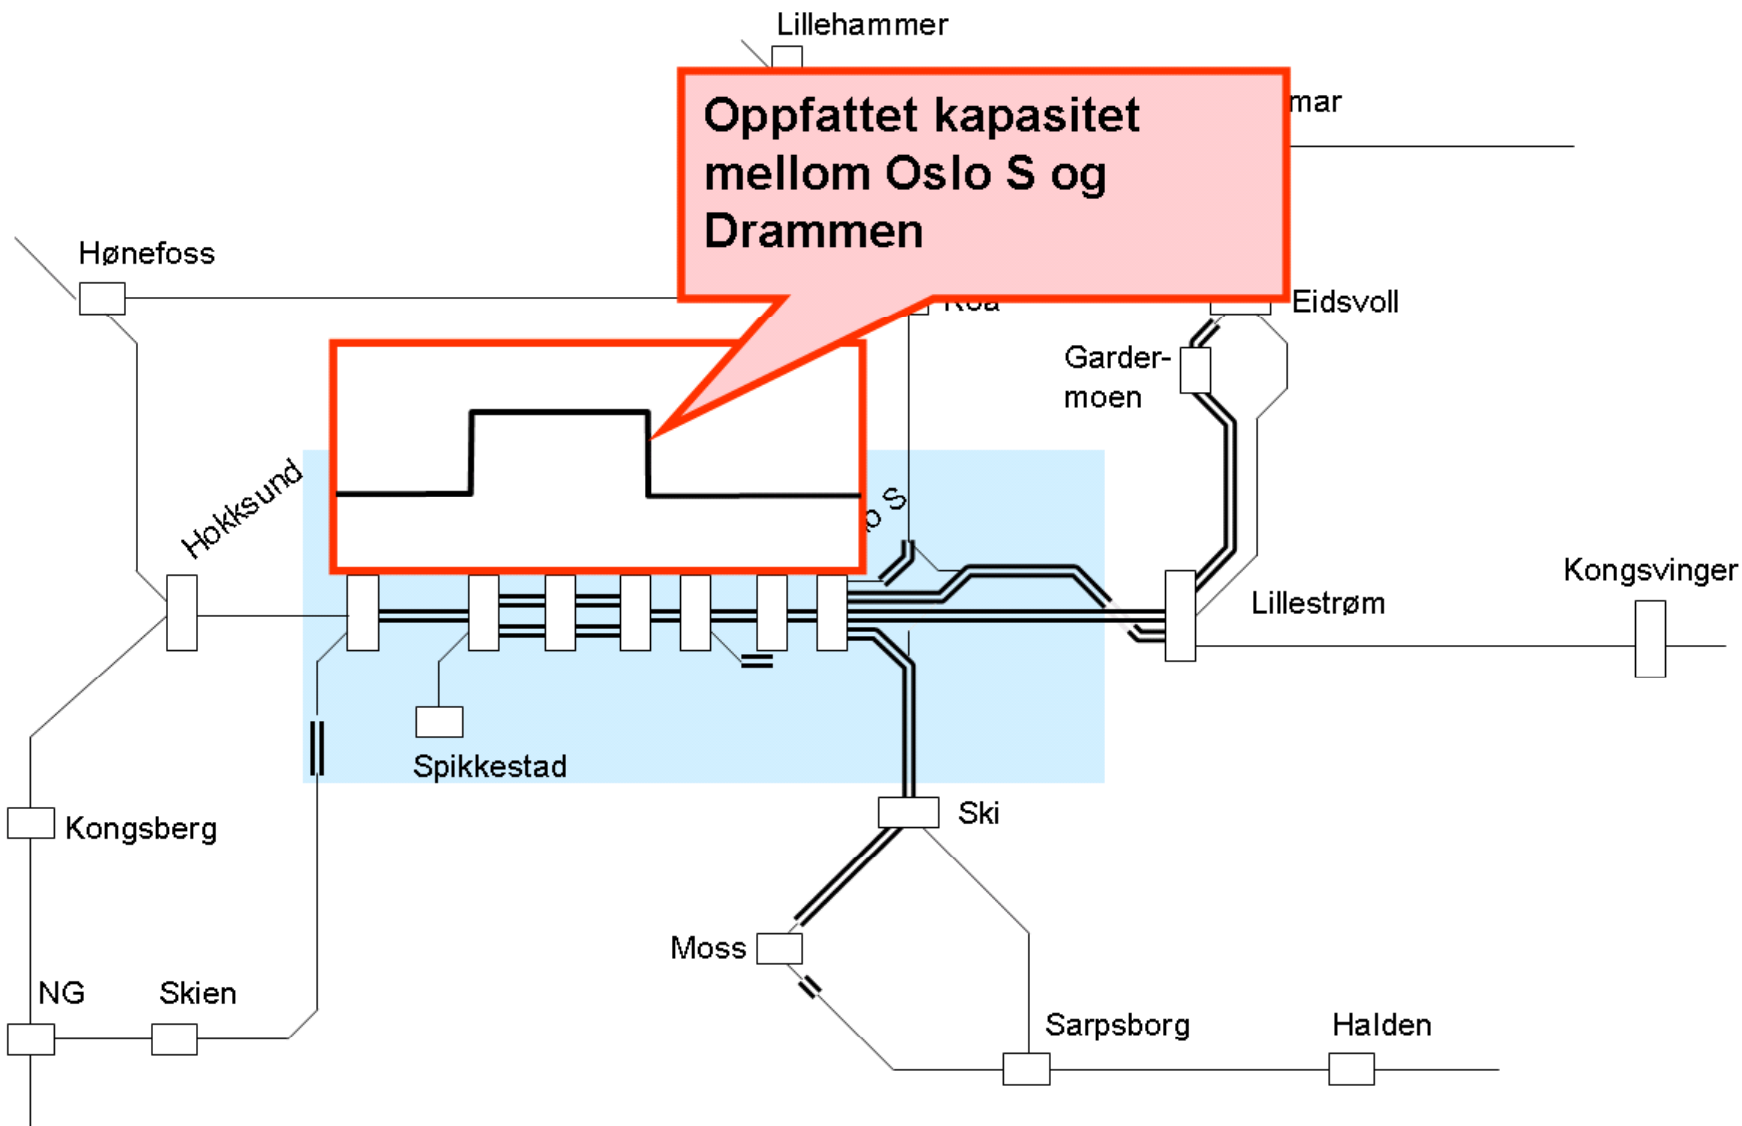 Lillehammer
Oppfattet kapasitet
mellom Oslo S og
Drammen
mar
Hønefoss
Roa
Eidsvoll
Garder-
moen
Hokksund
o S
Kongsvinger
Lillestrøm
Spikkestad
Kongsberg
Ski
Moss
NG
Skien
Sarpsborg
Halden